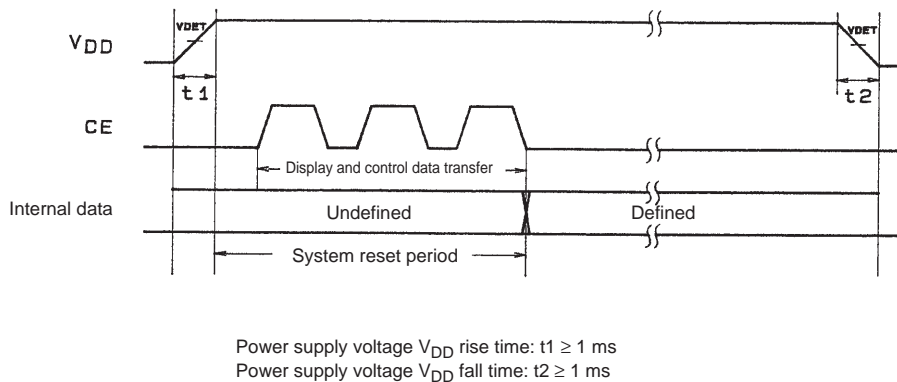 VDET
VDD
t1
VDET
t2
CE
Display and control data transfer
Internal data
Undefined
Defined
System reset period
Power supply voltage VDD rise time: t1 ≥ 1 ms
Power supply voltage VDD fall time: t2 ≥ 1 ms